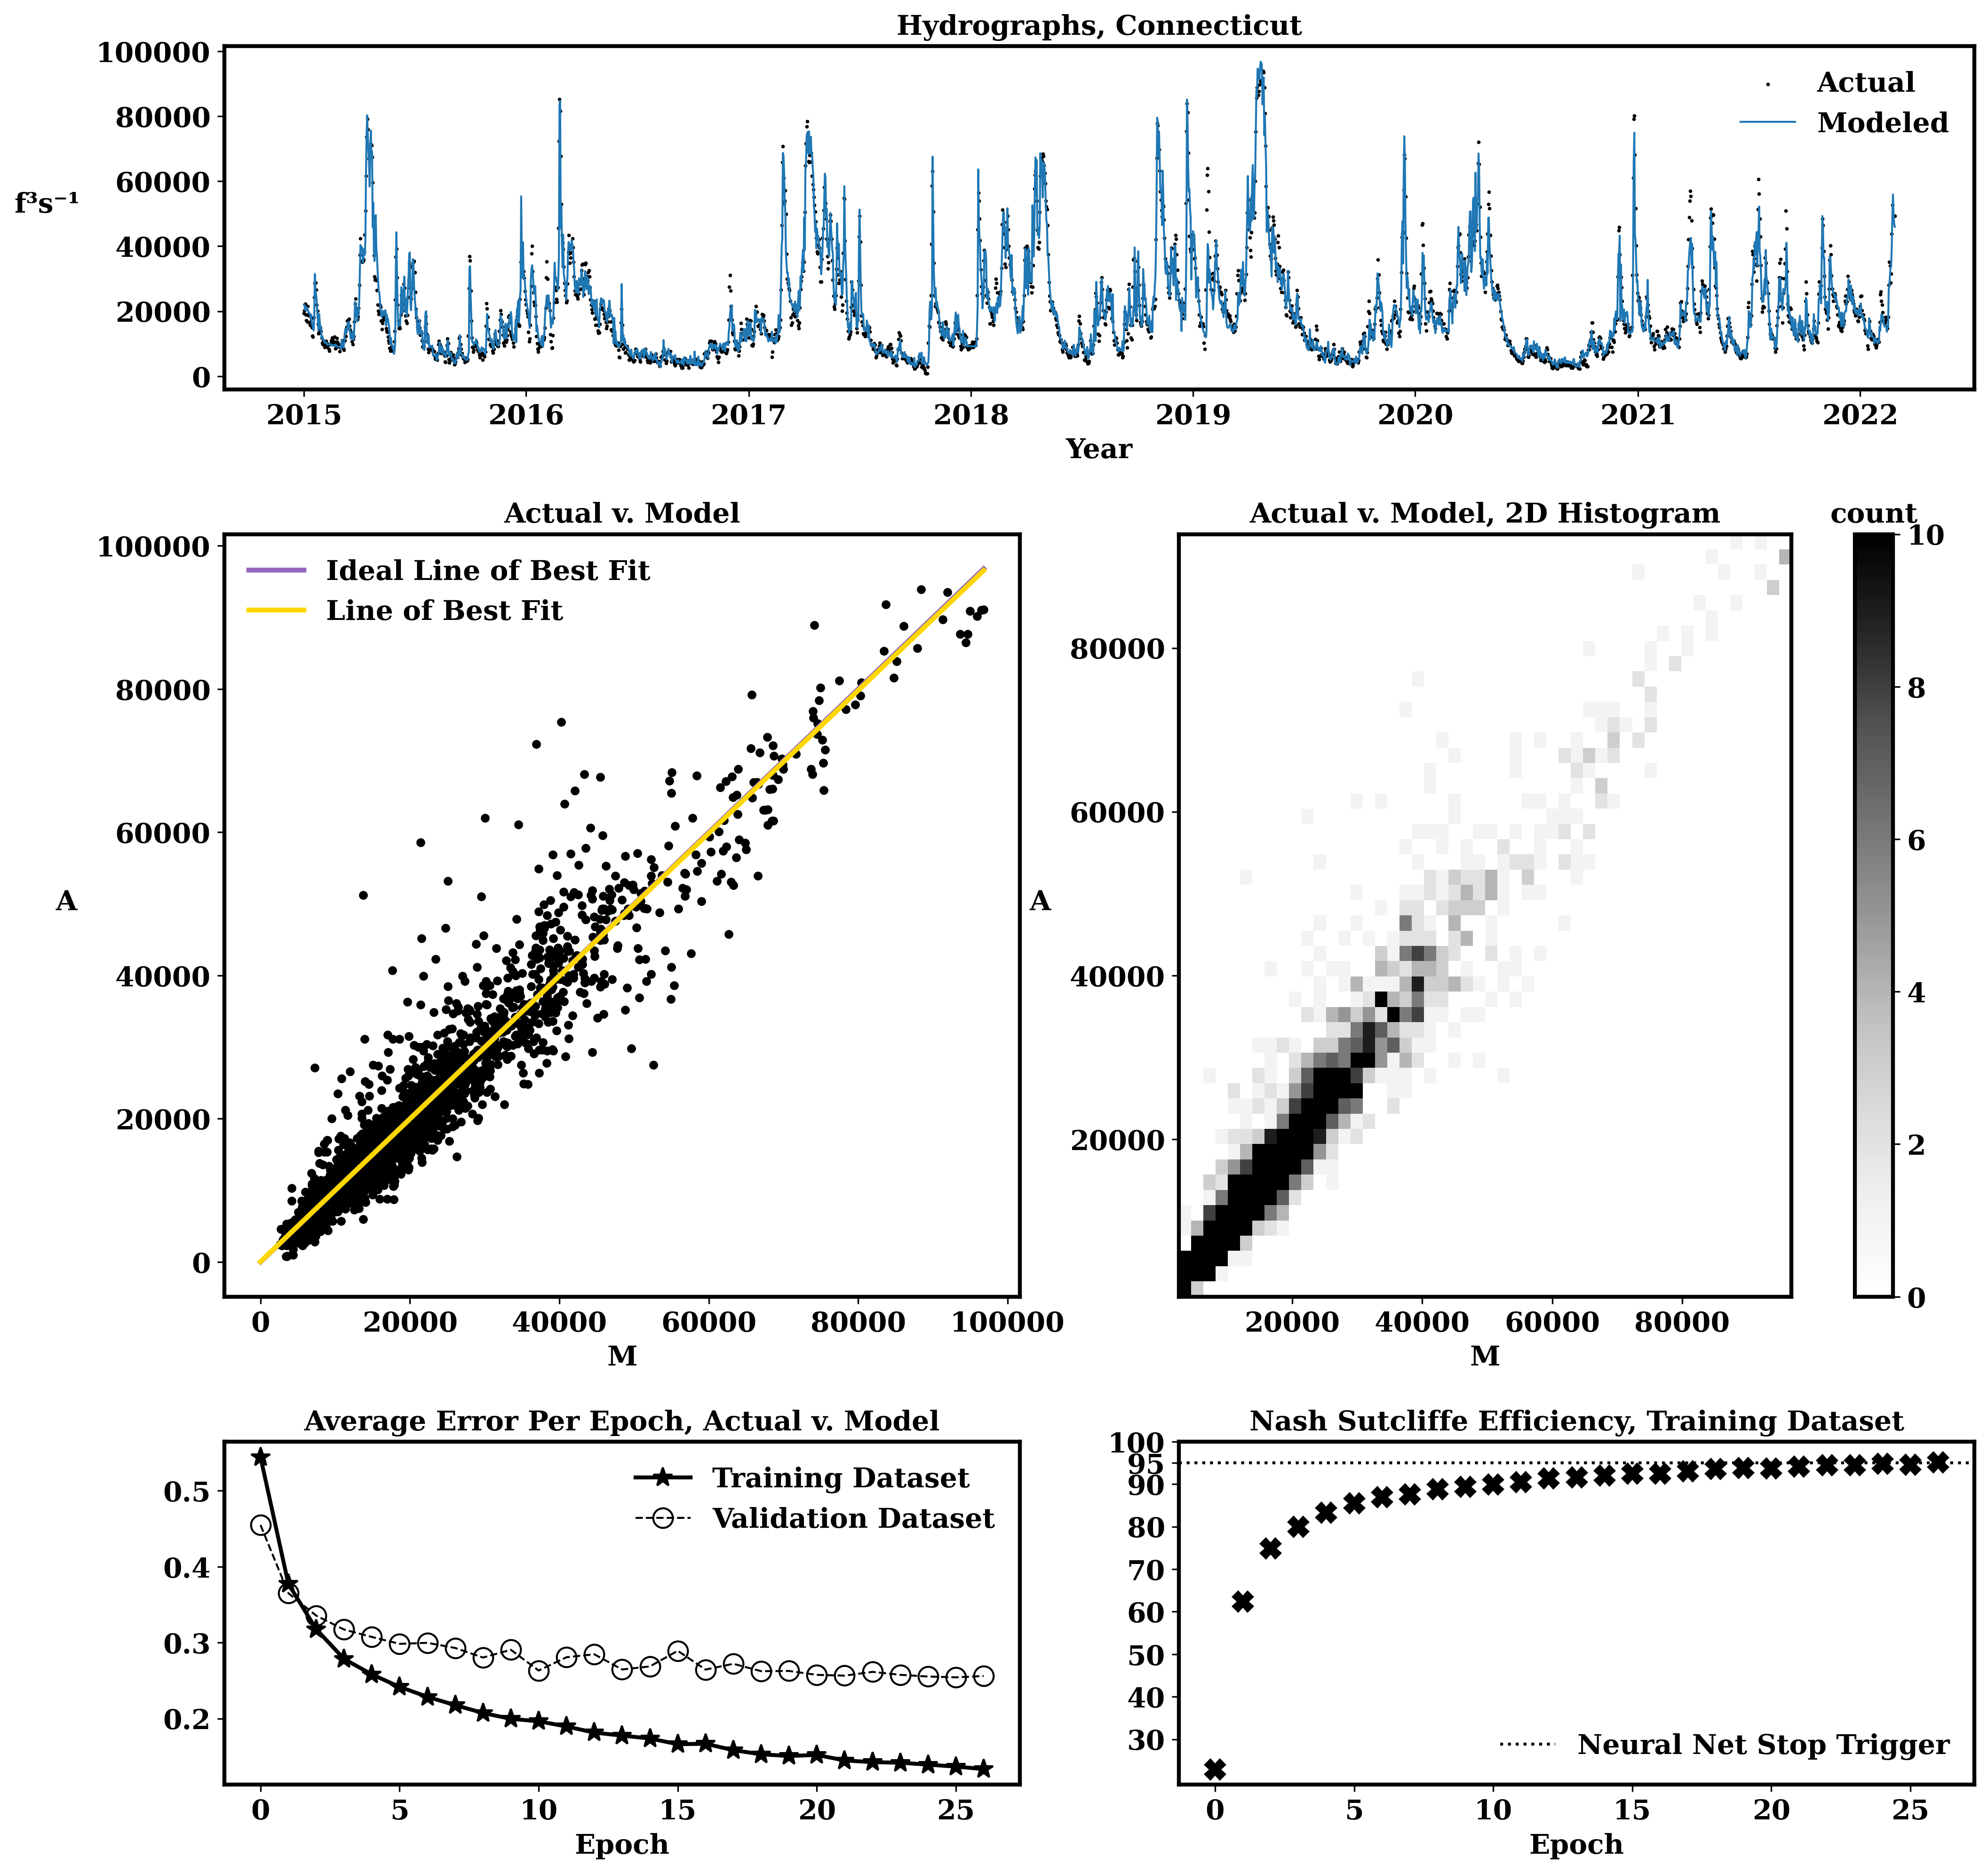 Hydrographs, Connecticut
100000
80000
60000
40000
20000
0
f³s⁻¹
Actual
Modeled
2015 2016 2017 2018 2019 2020 2021 2022
Year
Actual v. Model
100000
80000
60000
40000
20000
0
A
Ideal Line of Best Fit
Line of Best Fit
0 20000 40000 60000 80000 100000
M
Actual v. Model, 2D Histogram
80000
60000
40000
20000
A
20000 40000 60000 80000
M
count
10
8
6
4
2
0
Average Error Per Epoch, Actual v. Model
0.5
0.4
0.3
0.2
Training Dataset
Validation Dataset
0 5 10 15 20 25
Epoch
Nash Sutcliffe Efficiency, Training Dataset
100
95
90
80
70
60
50
40
30
Neural Net Stop Trigger
0 5 10 15 20 25
Epoch